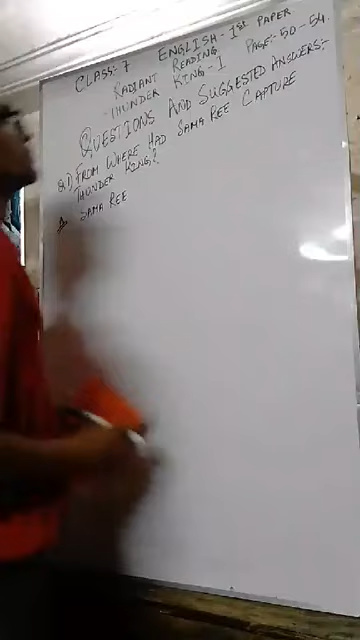 CLASS:- 7 ENGLISH - 1st PAPER
RADIANT READING PAGE:- 50-54.
-THUNDER KING - I
QUESTIONS AND SUGGESTED ANSWERS:-
Q.1) FROM WHERE HAD SAMA REE CAPTURE
THUNDER KING?
A. SAMA REE